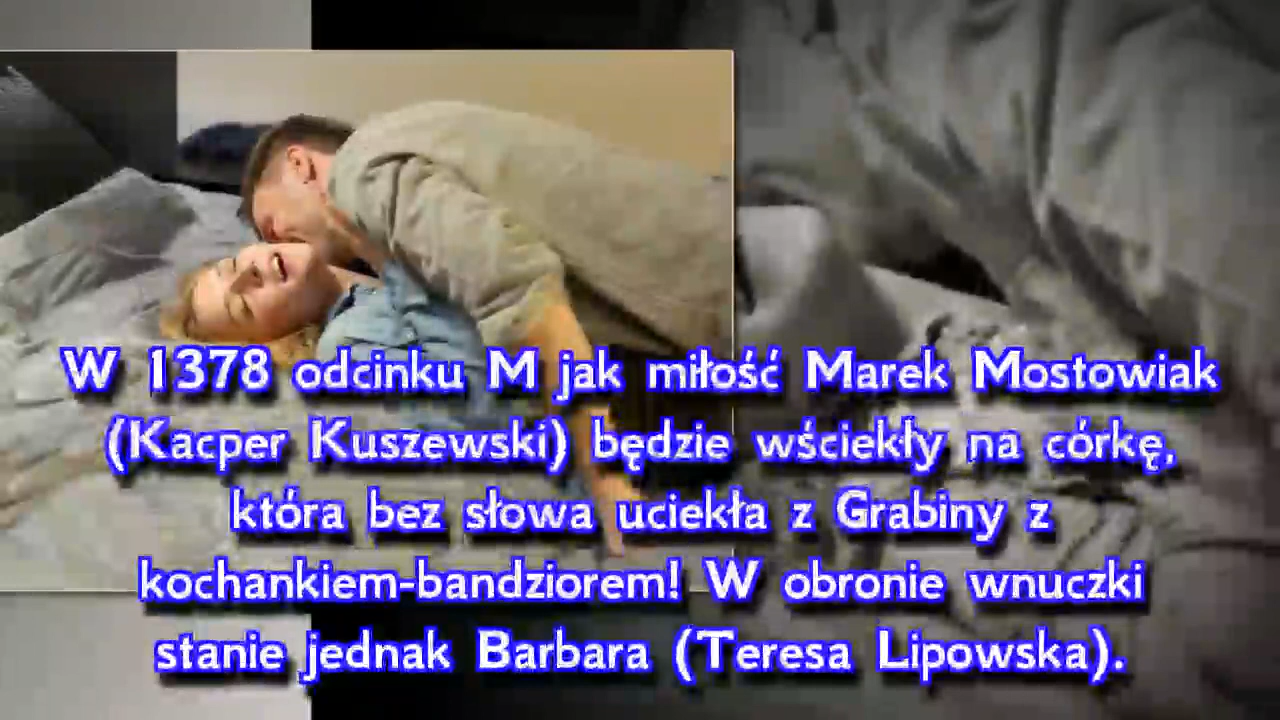 W 1378 odcinku M jak miłość Marek Mostowiak
(Kacper Kuszewski) będzie wściekły na córkę,
która bez słowa uciekła z Grabiny z
kochankiem-bandziorem! W obronie wnuczki
stanie jednak Barbara (Teresa Lipowska).